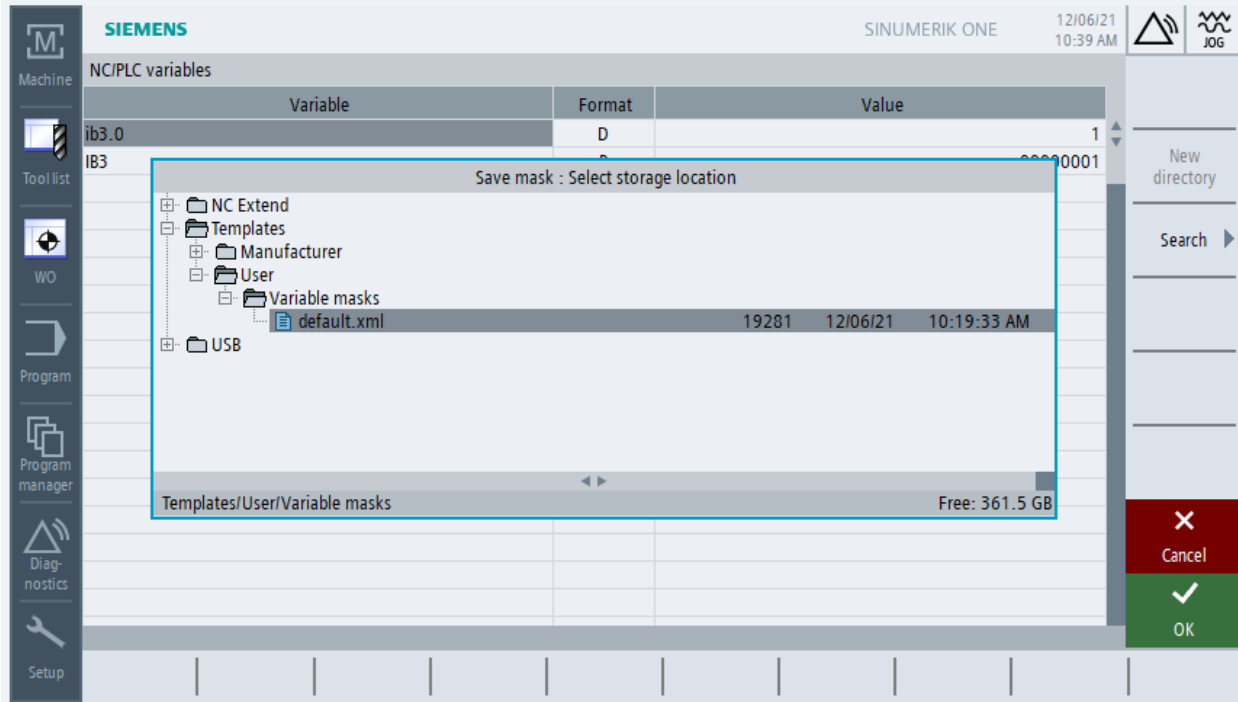 SIEMENS
SINUMERIK ONE
12/06/21
10:39 AM
JOG
M
Machine
Tool list
WO
Program
Program
manager
Diag-
nostics
Setup
NC/PLC variables
Variable Format Value
ib3.0 D 1
IB3
00000001
Save mask : Select storage location
NC Extend
Templates
Manufacturer
User
Variable masks
default.xml 19281 12/06/21 10:19:33 AM
USB
Templates/User/Variable masks Free: 361.5 GB
New
directory
Search
Cancel
OK